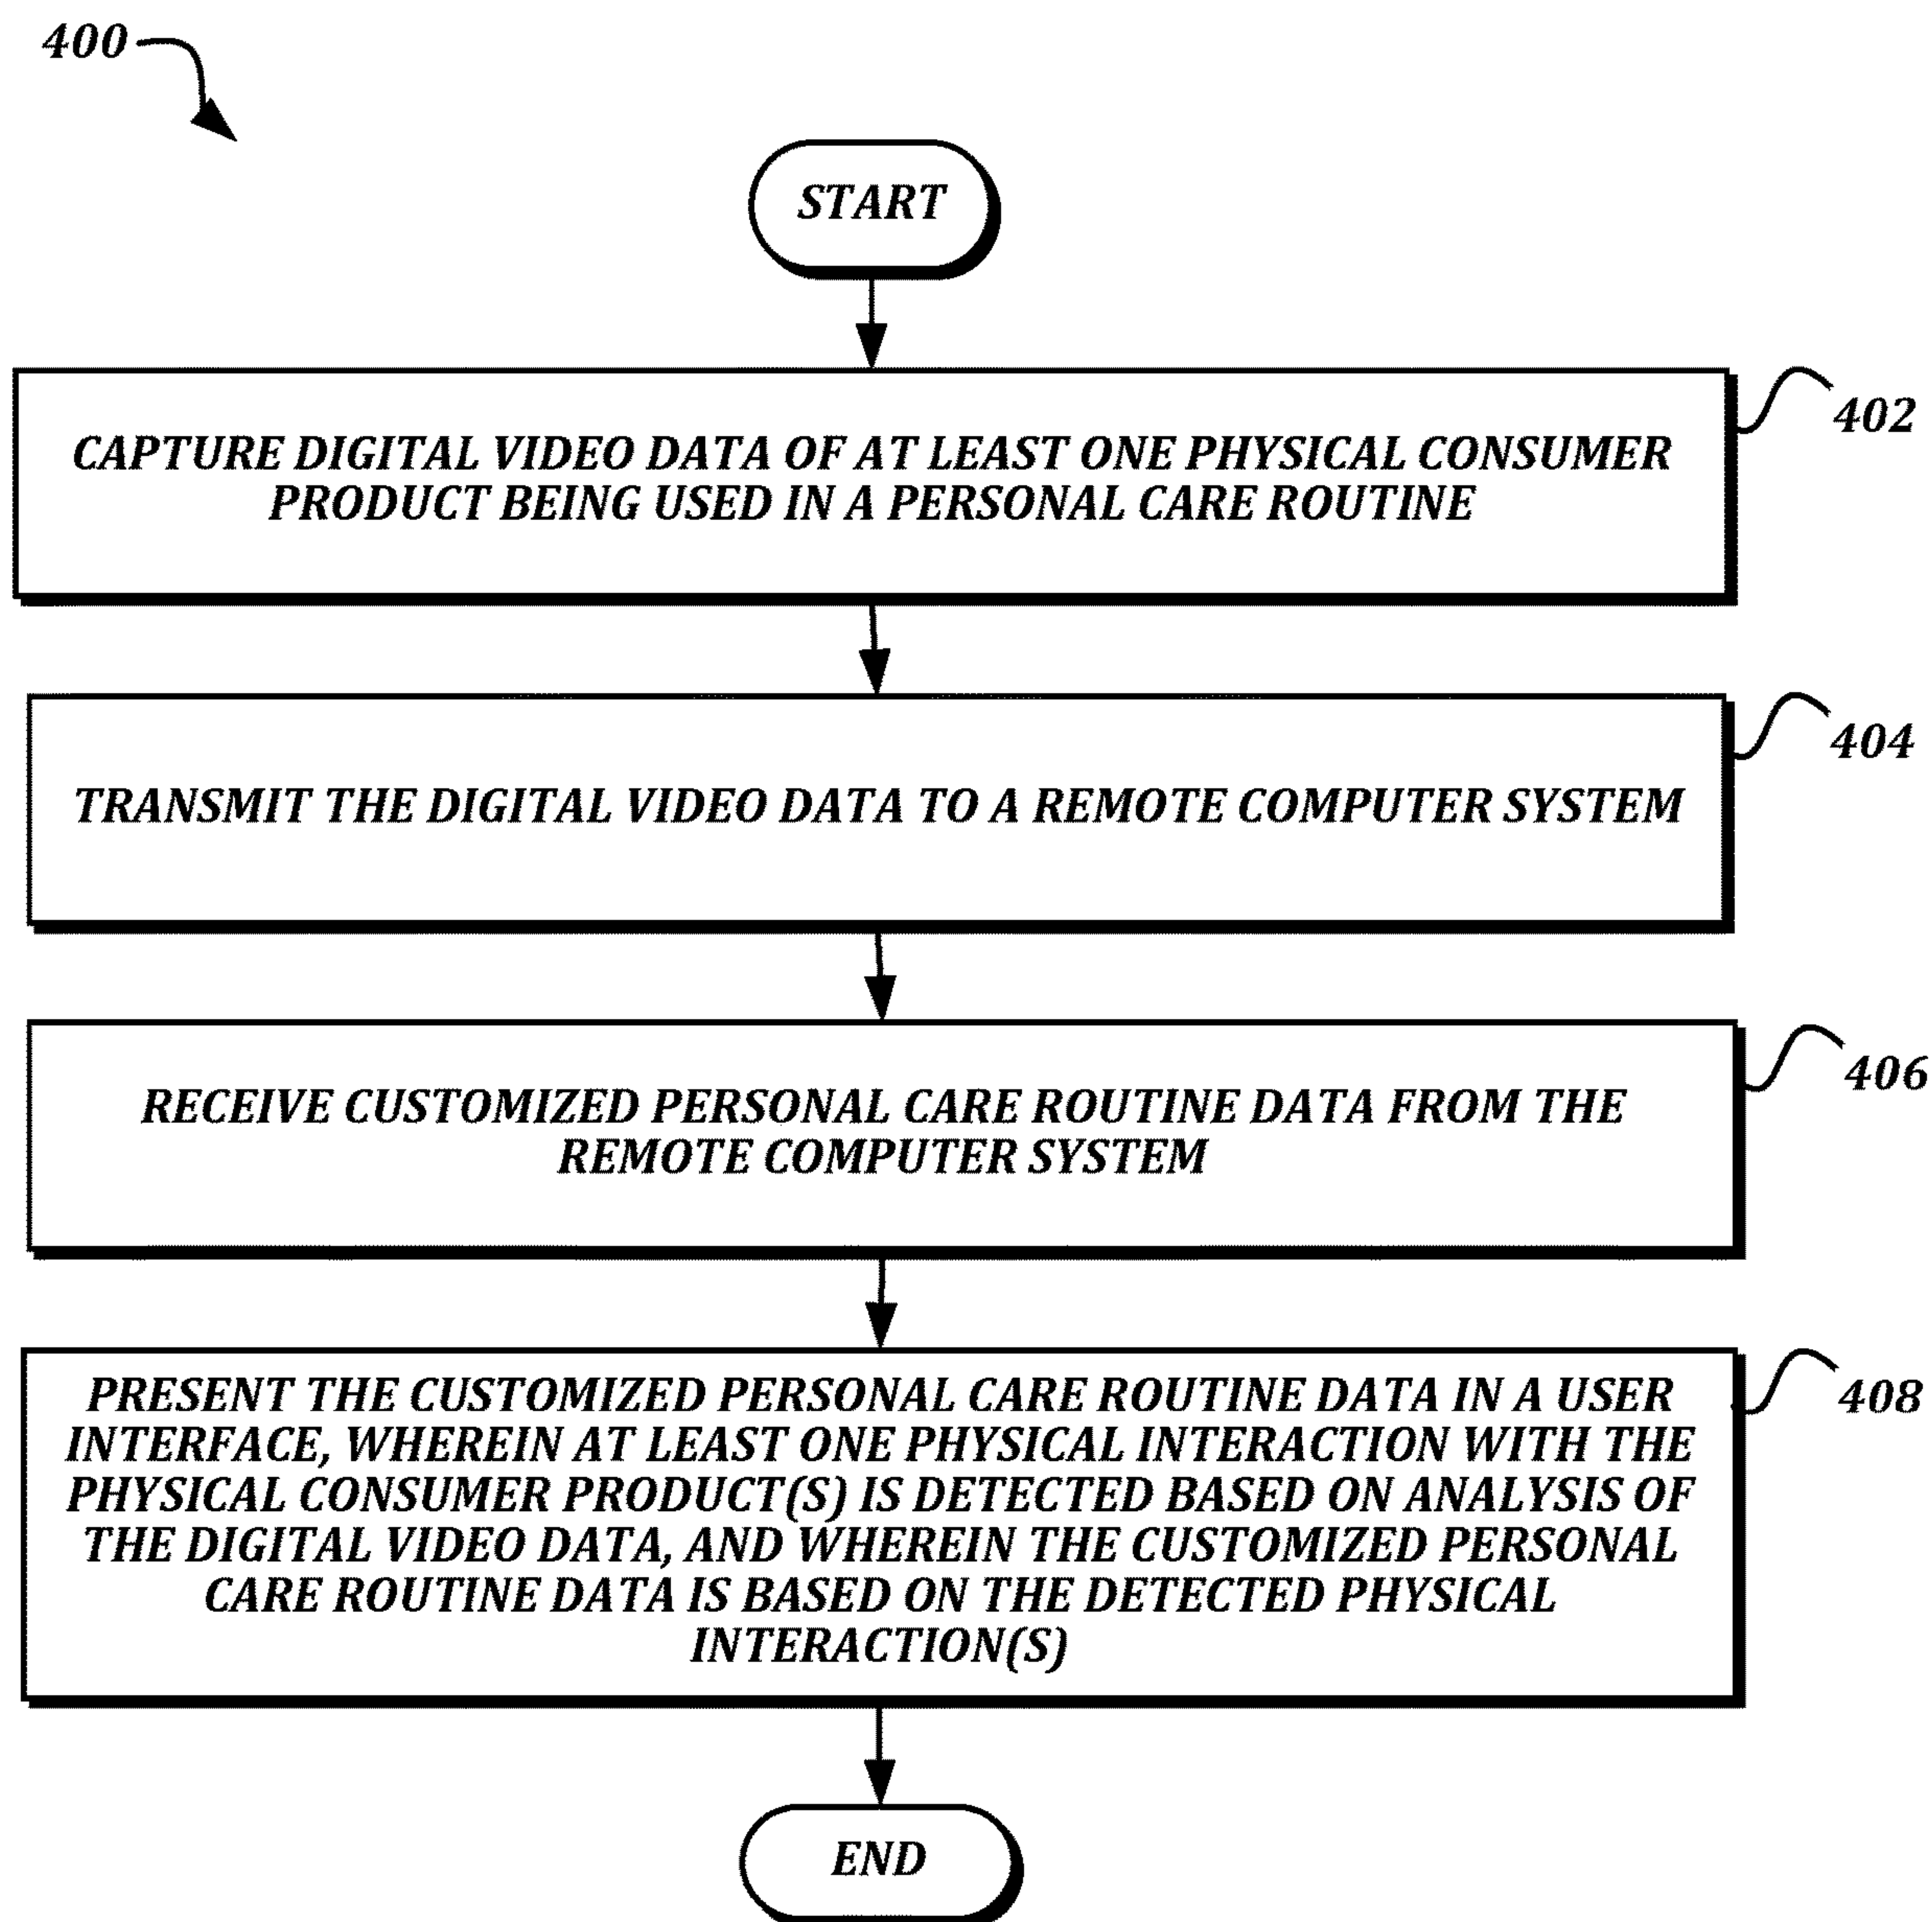 400
START
CAPTURE DIGITAL VIDEO DATA OF AT LEAST ONE PHYSICAL CONSUMER
PRODUCT BEING USED IN A PERSONAL CARE ROUTINE
402
TRANSMIT THE DIGITAL VIDEO DATA TO A REMOTE COMPUTER SYSTEM
404
RECEIVE CUSTOMIZED PERSONAL CARE ROUTINE DATA FROM THE
REMOTE COMPUTER SYSTEM
406
PRESENT THE CUSTOMIZED PERSONAL CARE ROUTINE DATA IN A USER
INTERFACE, WHEREIN AT LEAST ONE PHYSICAL INTERACTION WITH THE
PHYSICAL CONSUMER PRODUCT(S) IS DETECTED BASED ON ANALYSIS OF
THE DIGITAL VIDEO DATA, AND WHEREIN THE CUSTOMIZED PERSONAL
CARE ROUTINE DATA IS BASED ON THE DETECTED PHYSICAL
INTERACTION(S)
408
END